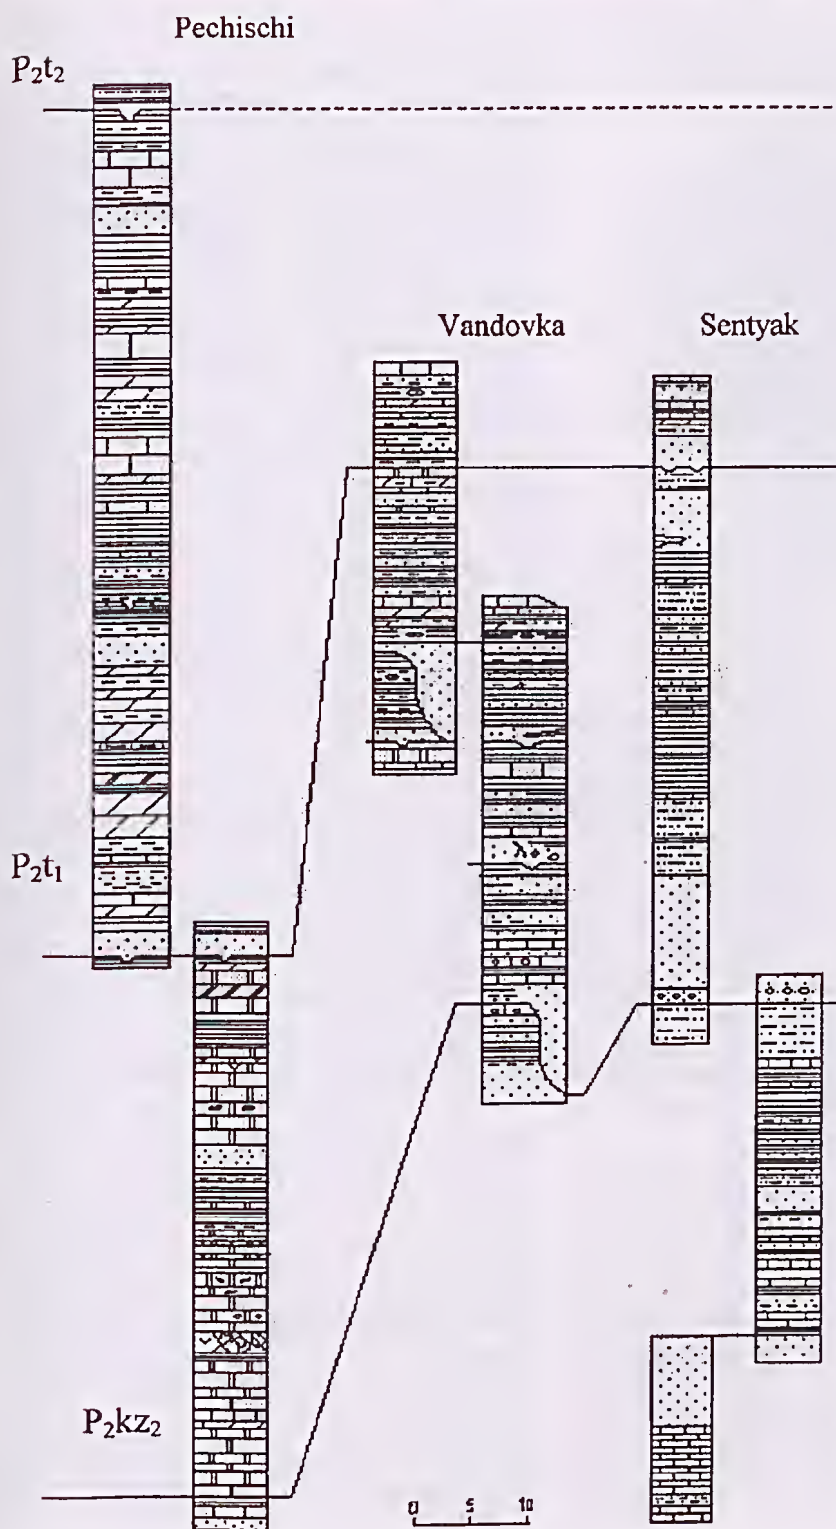 Pechischi
P₂t₂
Vandovka
Sentyak
P₂t₁
P₂kz₂
0 5 10